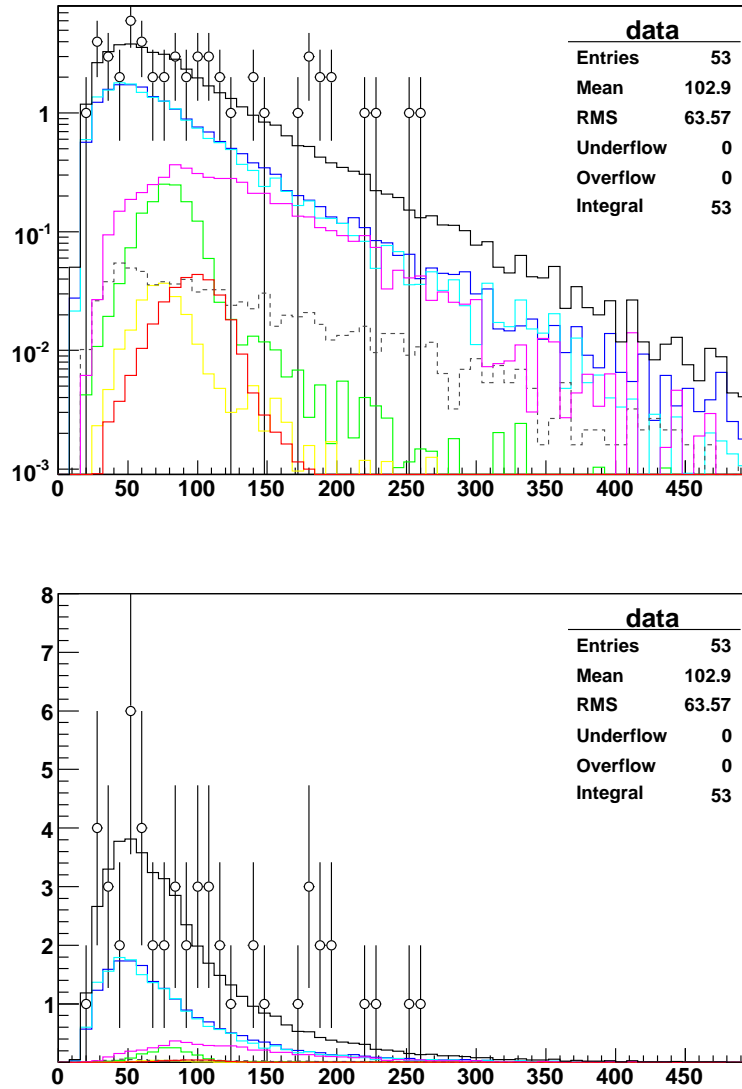 data
Entries 53
Mean 102.9
RMS 63.57
Underflow 0
Overflow 0
Integral 53
1
10^-1
10^-2
10^-3
0 50 100 150 200 250 300 350 400 450
data
Entries 53
Mean 102.9
RMS 63.57
Underflow 0
Overflow 0
Integral 53
8
7
6
5
4
3
2
1
0 50 100 150 200 250 300 350 400 450